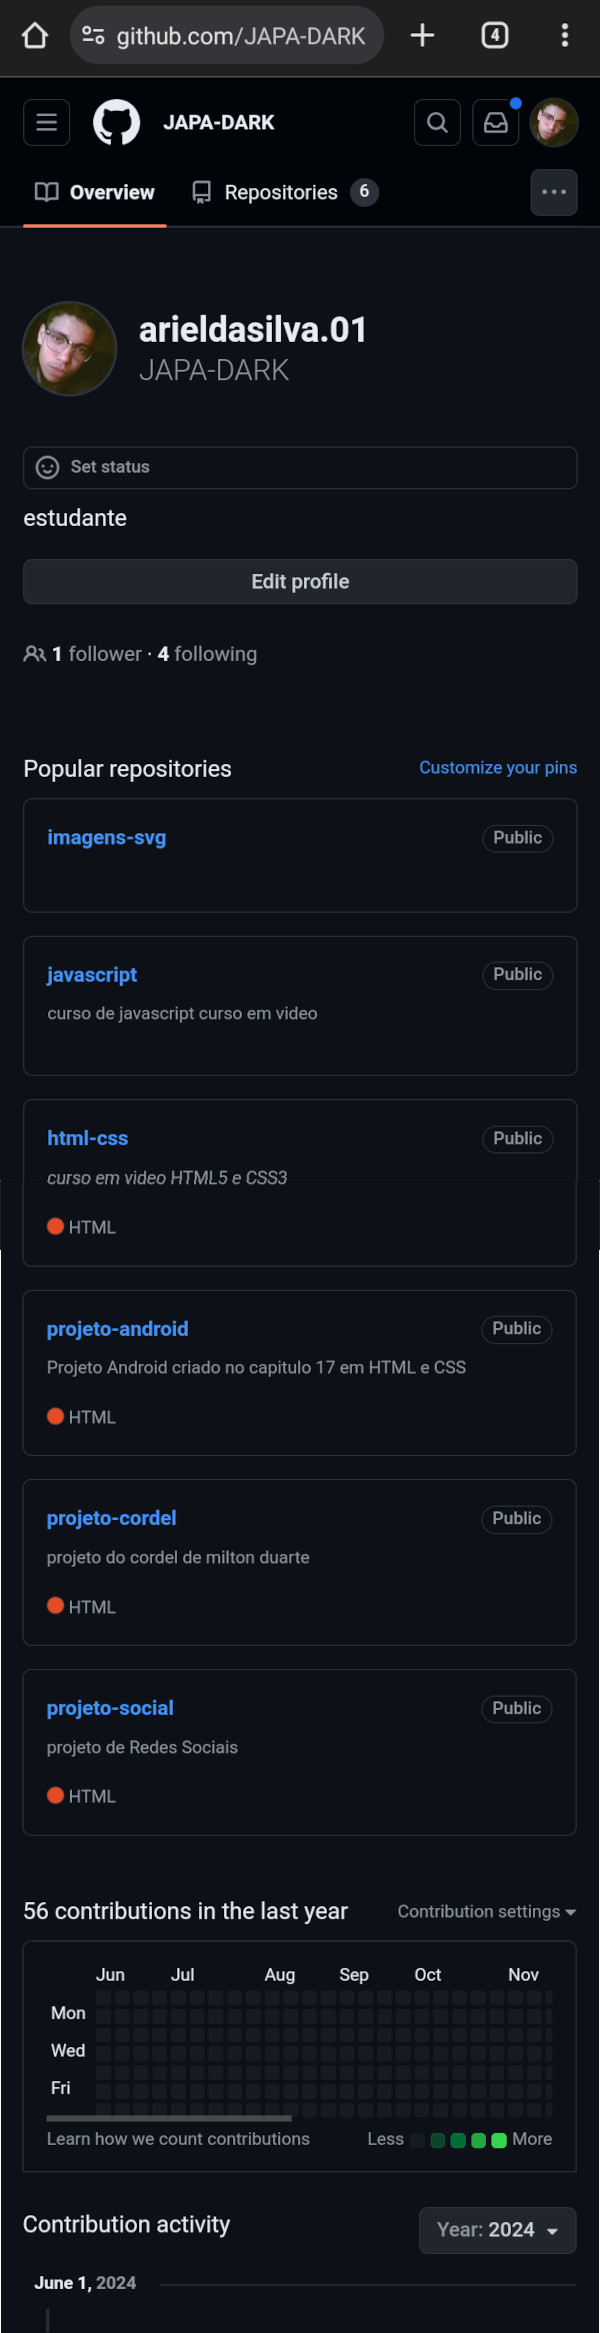 github.com/JAPA-DARK
4
JAPA-DARK
Overview
Repositories 6
arieldasilva.01
JAPA-DARK
Set status
estudante
Edit profile
1 follower · 4 following
Popular repositories
Customize your pins
imagens-svg
Public
javascript
Public
curso de javascript curso em video
html-css
Public
curso em video HTML5 e CSS3
HTML
projeto-android
Public
Projeto Android criado no capitulo 17 em HTML e CSS
HTML
projeto-cordel
Public
projeto do cordel de milton duarte
HTML
projeto-social
Public
projeto de Redes Sociais
HTML
56 contributions in the last year
Contribution settings
Jun Jul Aug Sep Oct Nov
Mon
Wed
Fri
Learn how we count contributions
Less More
Contribution activity
Year: 2024
June 1, 2024